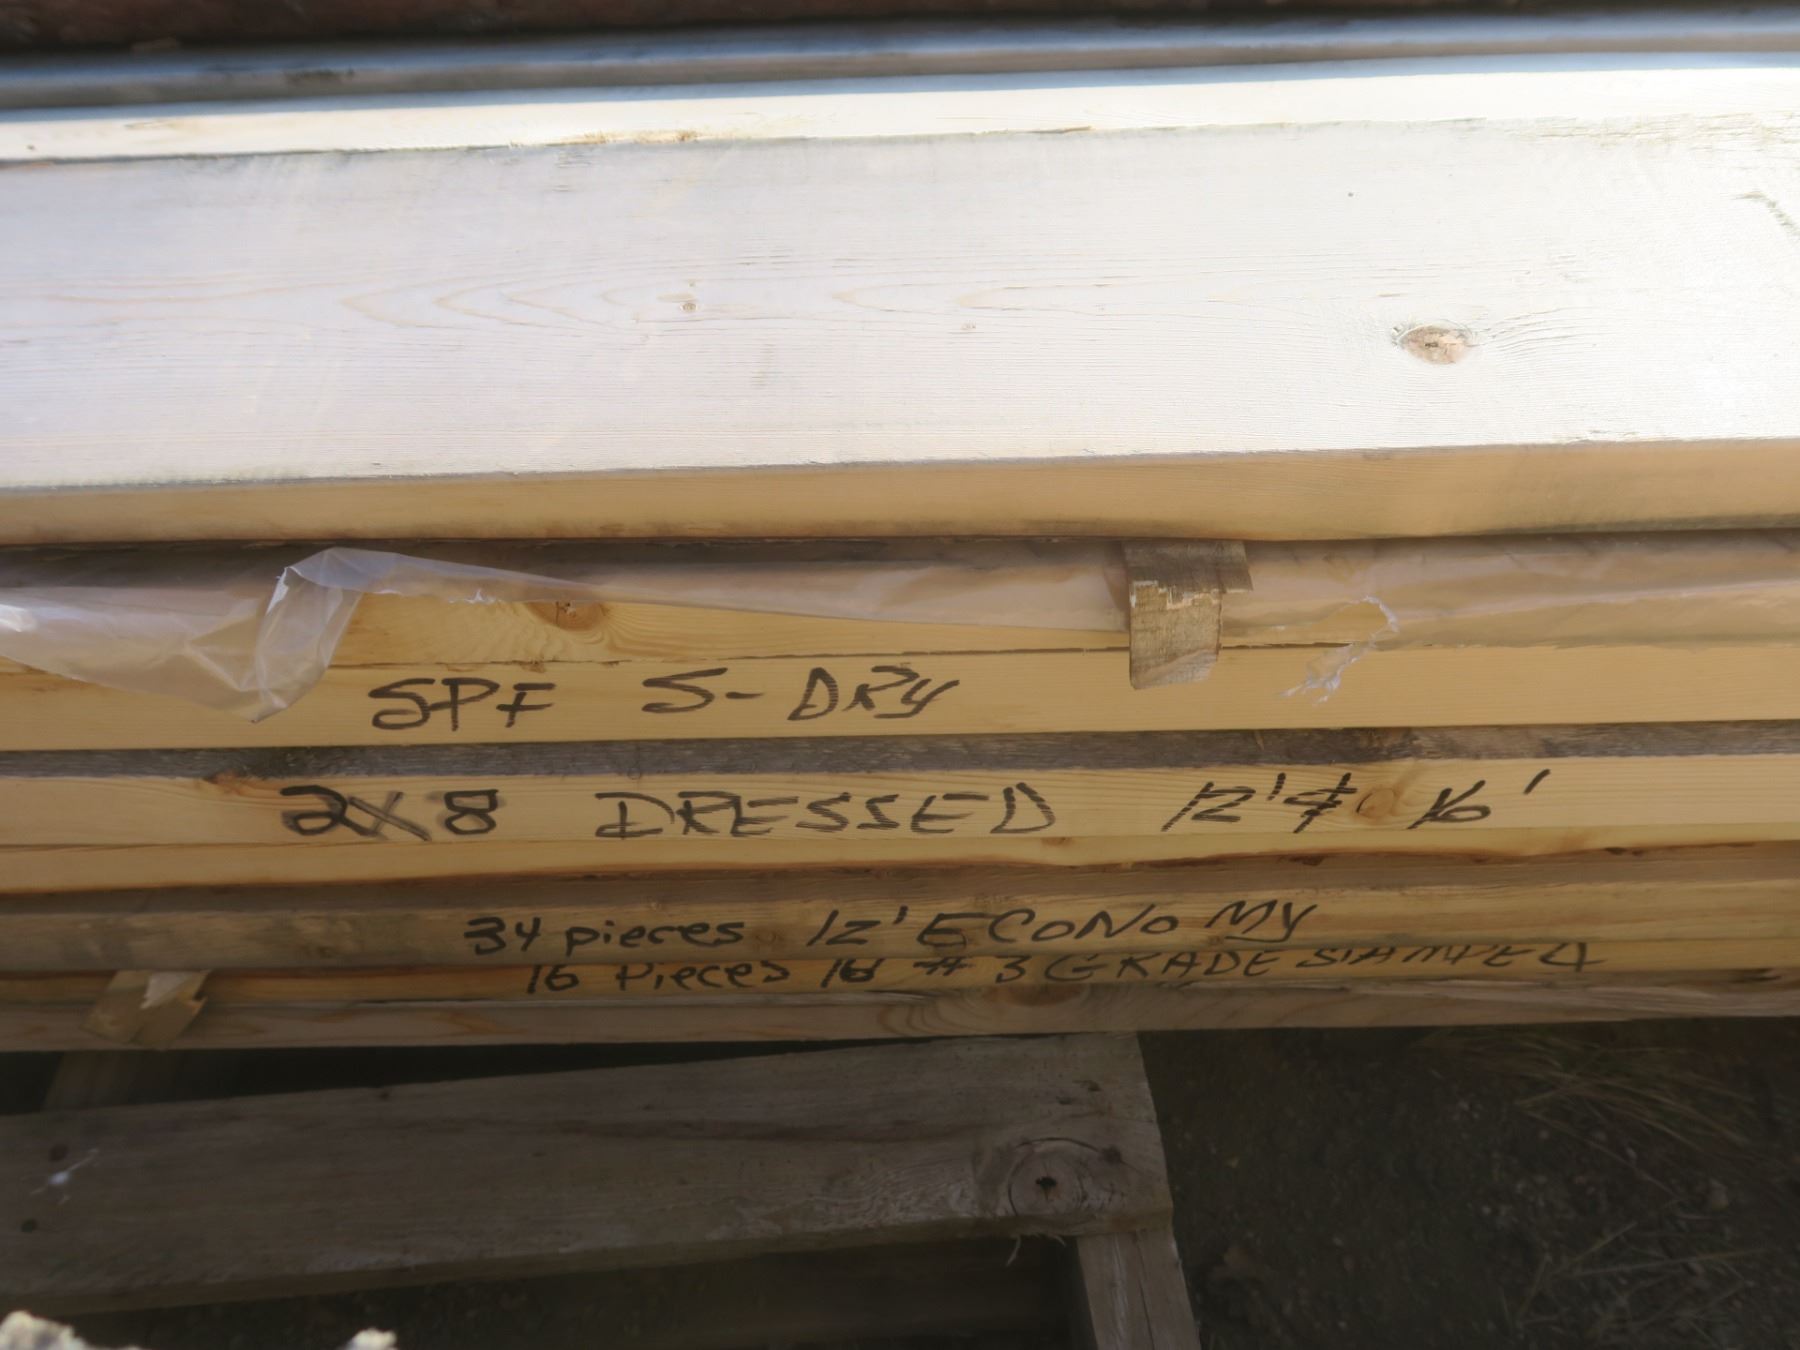 SPF S-DRY
2X8 DRESSED 12' & 16'
34 pieces 12' ECONOMY
16 Pieces 16' #3 GRADE STAMPED